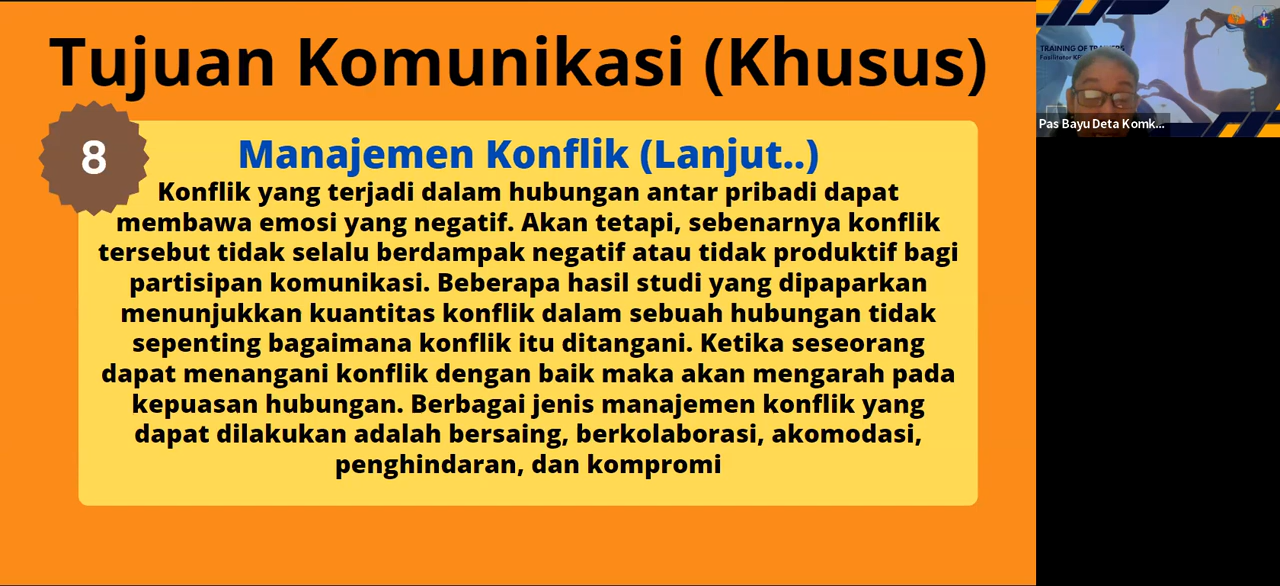 Tujuan Komunikasi (Khusus)
8
Manajemen Konflik (Lanjut..)
Konflik yang terjadi dalam hubungan antar pribadi dapat
membawa emosi yang negatif. Akan tetapi, sebenarnya konflik
tersebut tidak selalu berdampak negatif atau tidak produktif bagi
partisipan komunikasi. Beberapa hasil studi yang dipaparkan
menunjukkan kuantitas konflik dalam sebuah hubungan tidak
sepenting bagaimana konflik itu ditangani. Ketika seseorang
dapat menangani konflik dengan baik maka akan mengarah pada
kepuasan hubungan. Berbagai jenis manajemen konflik yang
dapat dilakukan adalah bersaing, berkolaborasi, akomodasi,
penghindaran, dan kompromi
TRAINING OF
Fasilitator
Pas Bayu Deta Komk...